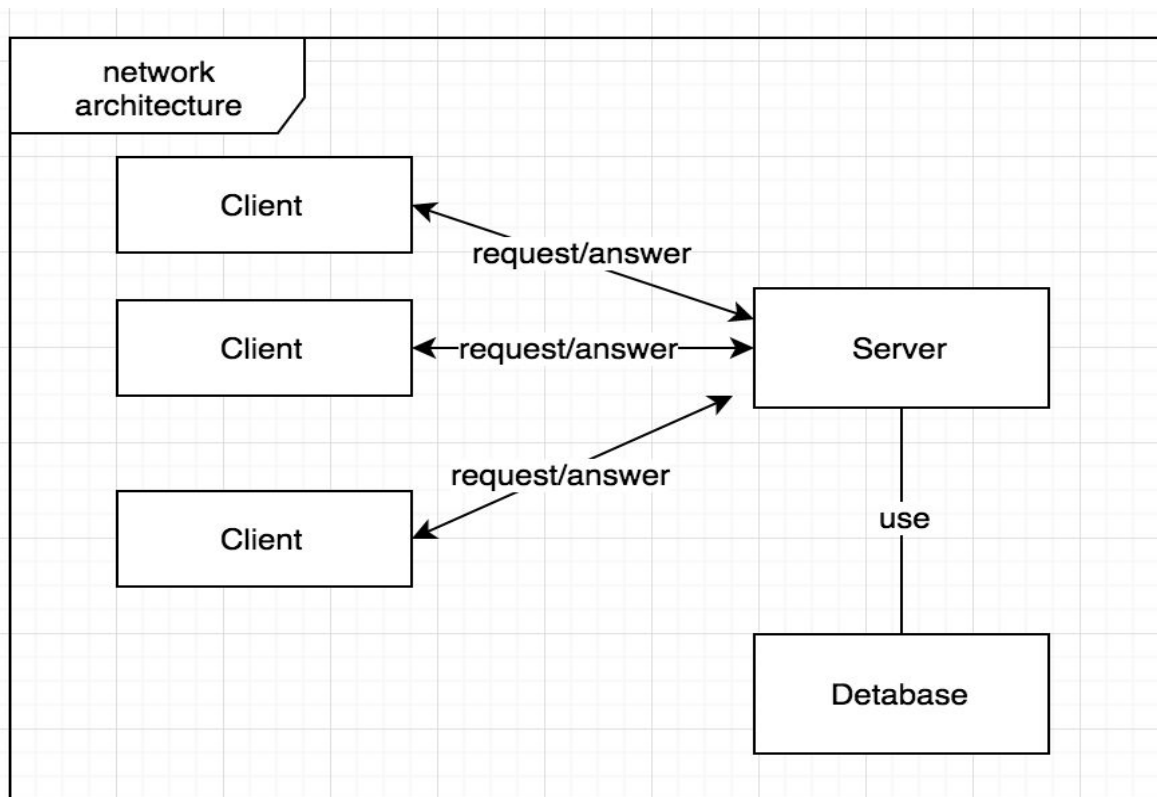 network
architecture
Client
request/answer
Client
request/answer
Server
request/answer
Client
use
Detabase